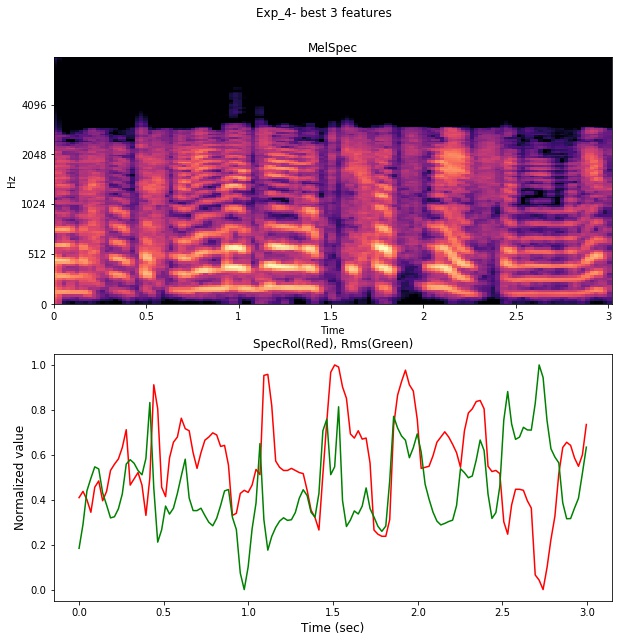 Exp_4- best 3 features
MelSpec
4096
2048
1024
512
0
Hz
0 0.5 1 1.5 2 2.5 3
Time
SpecRol(Red), Rms(Green)
1.0
0.8
0.6
0.4
0.2
0.0
Normalized value
0.0 0.5 1.0 1.5 2.0 2.5 3.0
Time (sec)